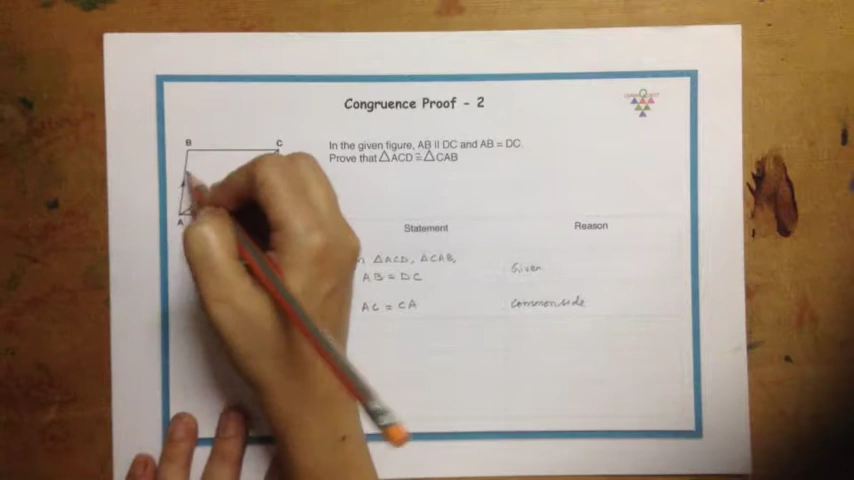 Congruence Proof - 2
B
C
In the given figure, AB || DC and AB = DC.
Prove that △ACD ≅ △CAB
A
Statement
Reason
△ACD, △CAB,
AB = DC
Given
AC = CA
common side